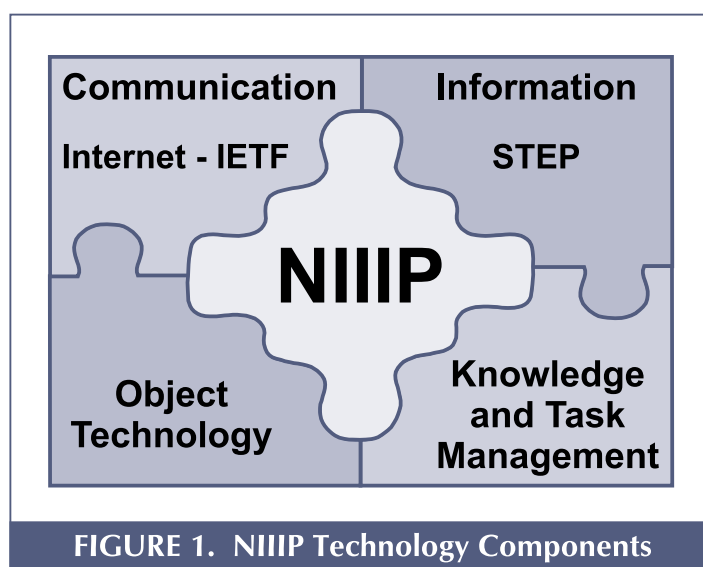 Communication
Internet - IETF
Information
STEP
NIIIP
Object
Technology
Knowledge
and Task
Management
FIGURE 1. NIIIP Technology Components